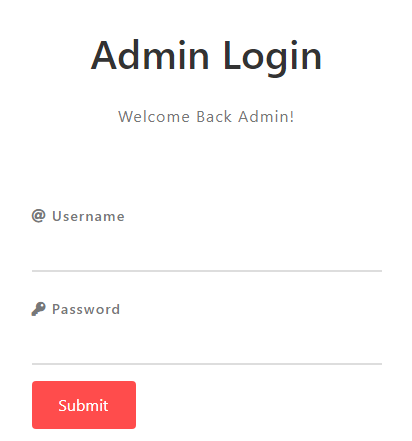 Admin Login
Welcome Back Admin!
@ Username
Password
Submit